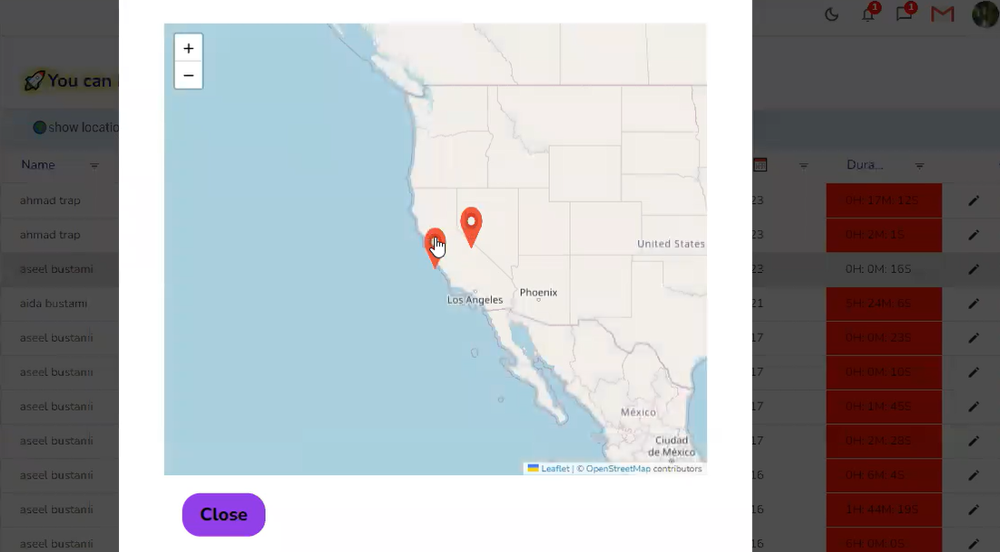 1
1
You can
show locatio
Name
Dura...
+
−
United States
Los Angeles
Phoenix
México
Ciudad
de México
Leaflet | © OpenStreetMap contributors
Close
ahmad trap
23
0H: 17M: 12S
ahmad trap
23
0H: 2M: 1S
aseel bustami
23
0H: 0M: 16S
aida bustami
21
5H: 24M: 6S
aseel bustanii
17
0H: 0M: 23S
aseel bustanii
17
0H: 0M: 10S
aseel bustanii
17
0H: 1M: 45S
aseel bustanii
17
0H: 2M: 28S
aseel bustanii
16
0H: 6M: 4S
aseel bustanii
16
1H: 44M: 19S
aseel bustanii
16
6H: 0M: 0S